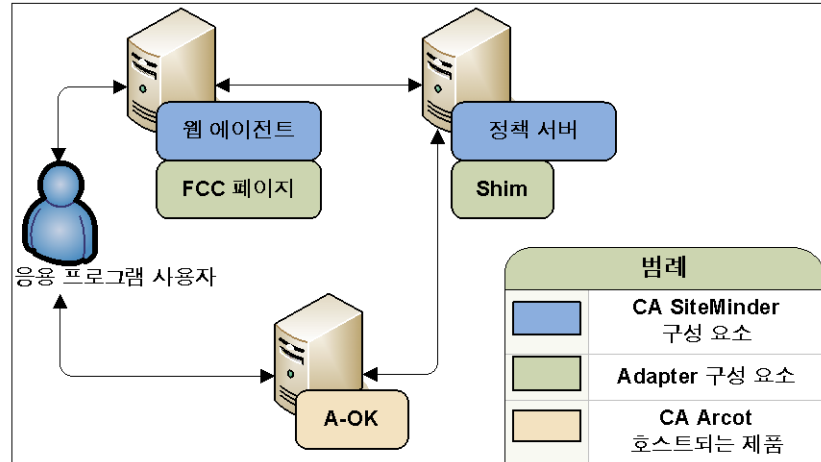 웹 에이전트
정책 서버
FCC 페이지
Shim
응용 프로그램 사용자
A-OK
범례
CA SiteMinder
구성 요소
Adapter 구성 요소
CA Arcot
호스트되는 제품